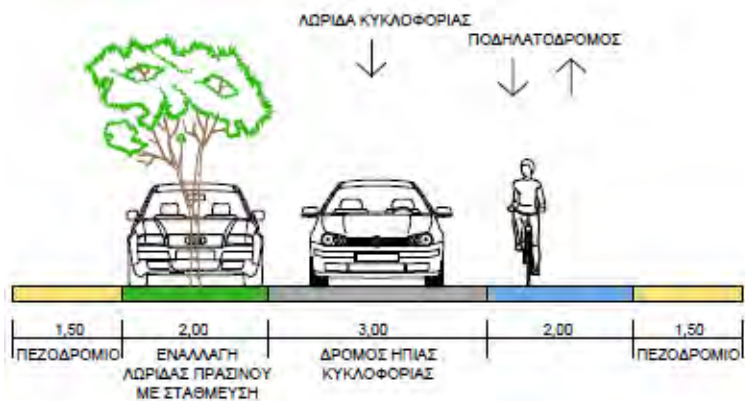 ΛΩΡΙΔΑ ΚΥΚΛΟΦΟΡΙΑΣ
ΠΟΔΗΛΑΤΟΔΡΟΜΟΣ
1,50 2,00 3,00 2,00 1,50
ΠΕΖΟΔΡΟΜΙΟ ΕΝΑΛΛΑΓΗ ΔΡΟΜΟΣ ΗΠΙΑΣ ΠΕΖΟΔΡΟΜΙΟ
ΛΩΡΙΔΑΣ ΠΡΑΣΙΝΟΥ ΚΥΚΛΟΦΟΡΙΑΣ
ΜΕ ΣΤΑΘΜΕΥΣΗ